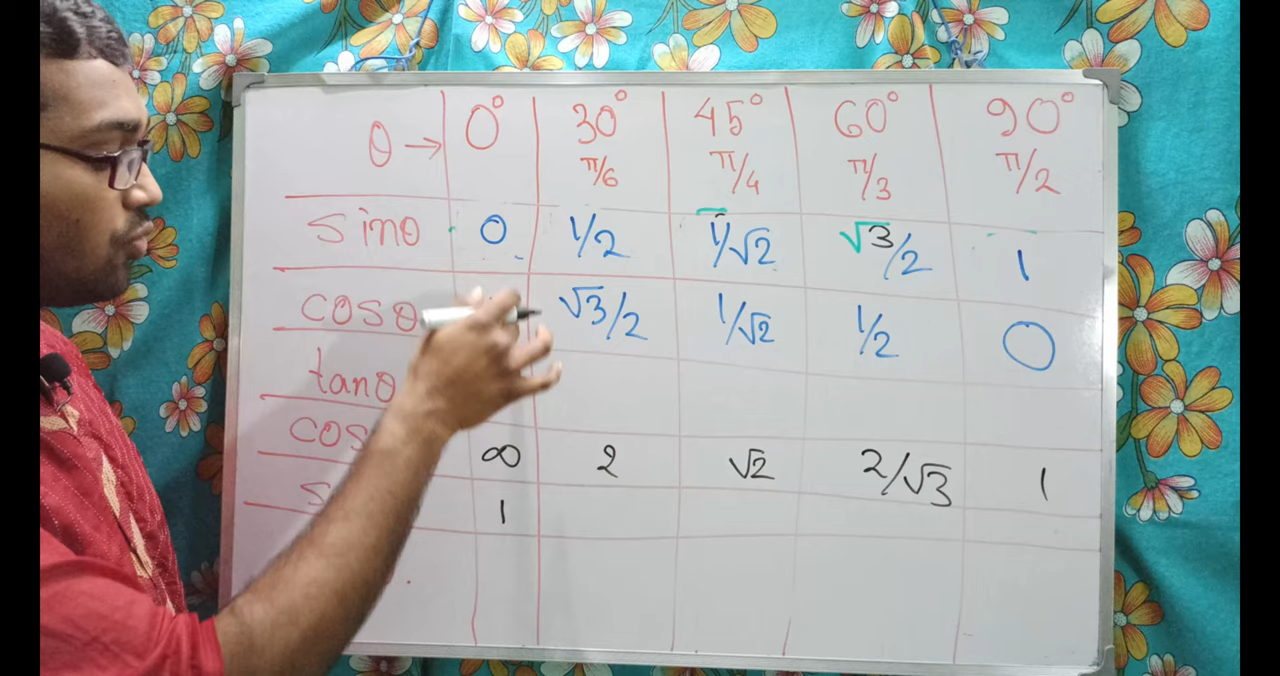 θ → 0° 30° 45° 60° 90°
π/6 π/4 π/3 π/2
sinθ 0 1/2 1/√2 √3/2 1
cosθ √3/2 1/√2 1/2 0
tanθ
cos
∞ 2 √2 2/√3 1
s 1